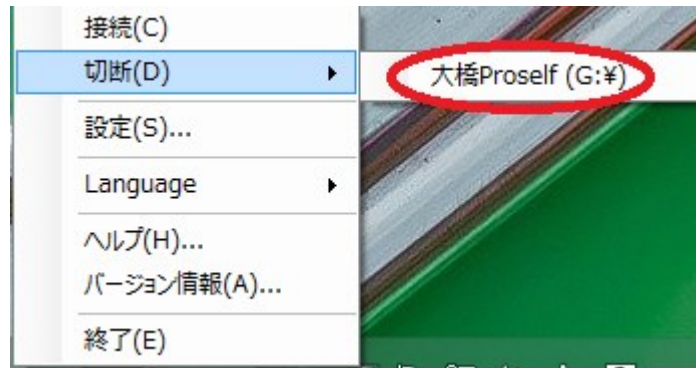 接続(C)
切断(D)
大橋Proself (G:¥)
設定(S)...
Language
ヘルプ(H)...
バージョン情報(A)...
終了(E)